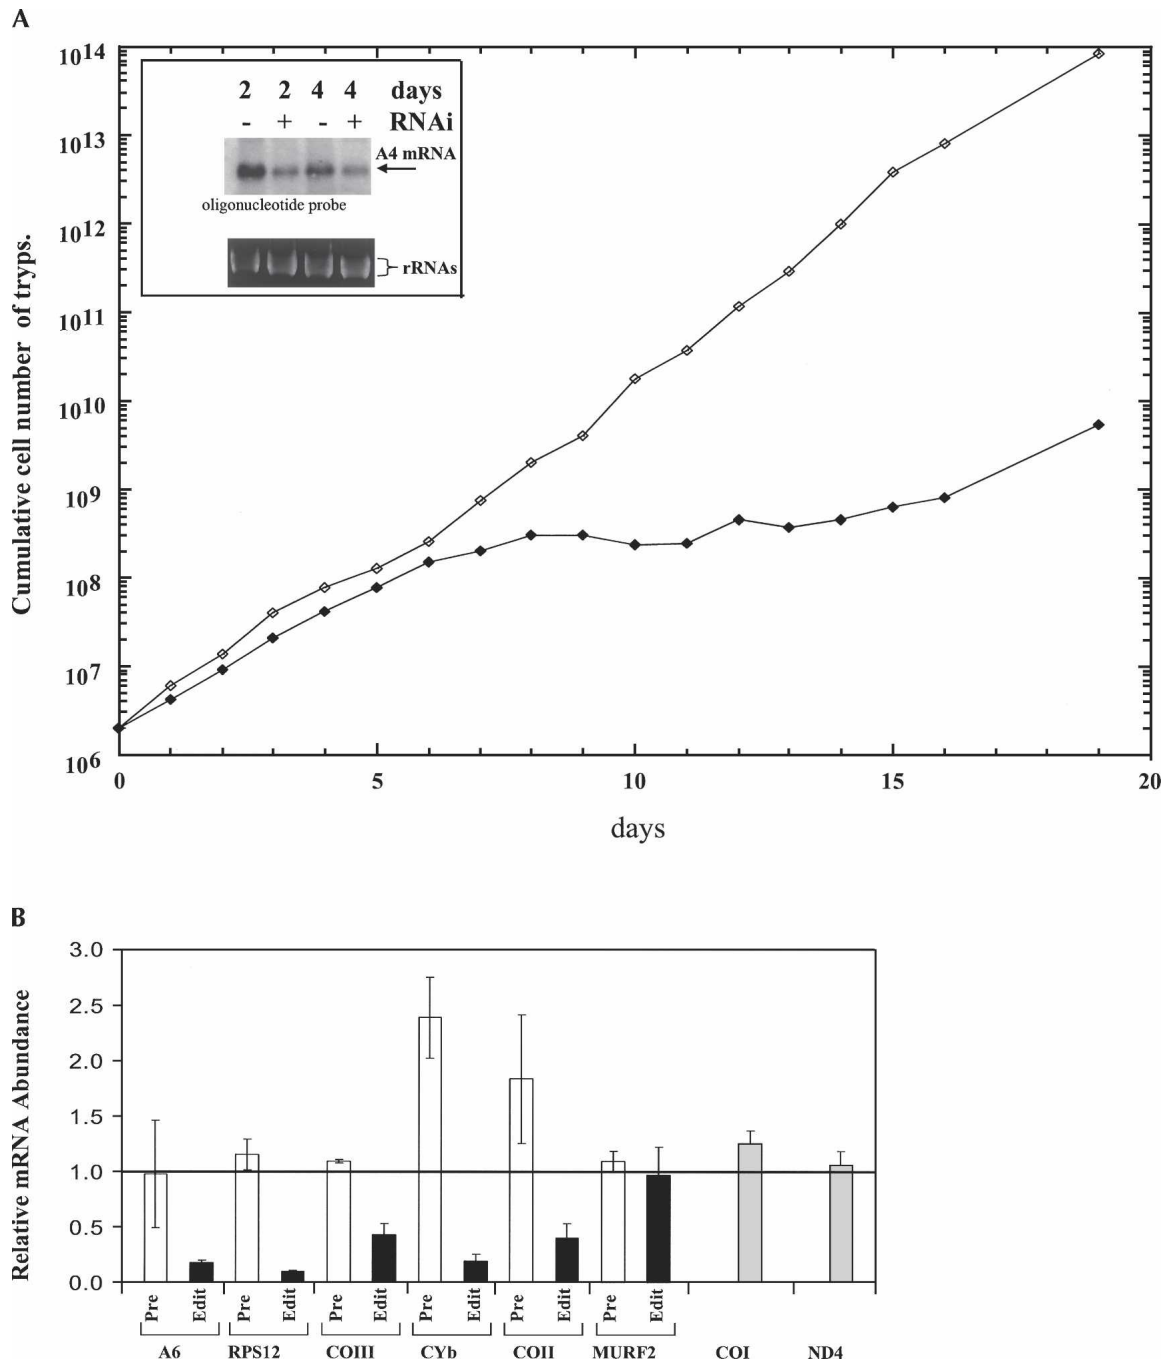 A
2 2 4 4 days
- + - + RNAi
A4 mRNA
oligonucleotide probe
rRNAs
Cumulative cell number of tryps.
10^14
10^13
10^12
10^11
10^10
10^9
10^8
10^7
10^6
0 5 10 15 20
days
B
Relative mRNA Abundance
3.0
2.5
2.0
1.5
1.0
0.5
0.0
Pre Edit Pre Edit Pre Edit Pre Edit Pre Edit Pre Edit
A6 RPS12 COIII CYb COII MURF2 COI ND4